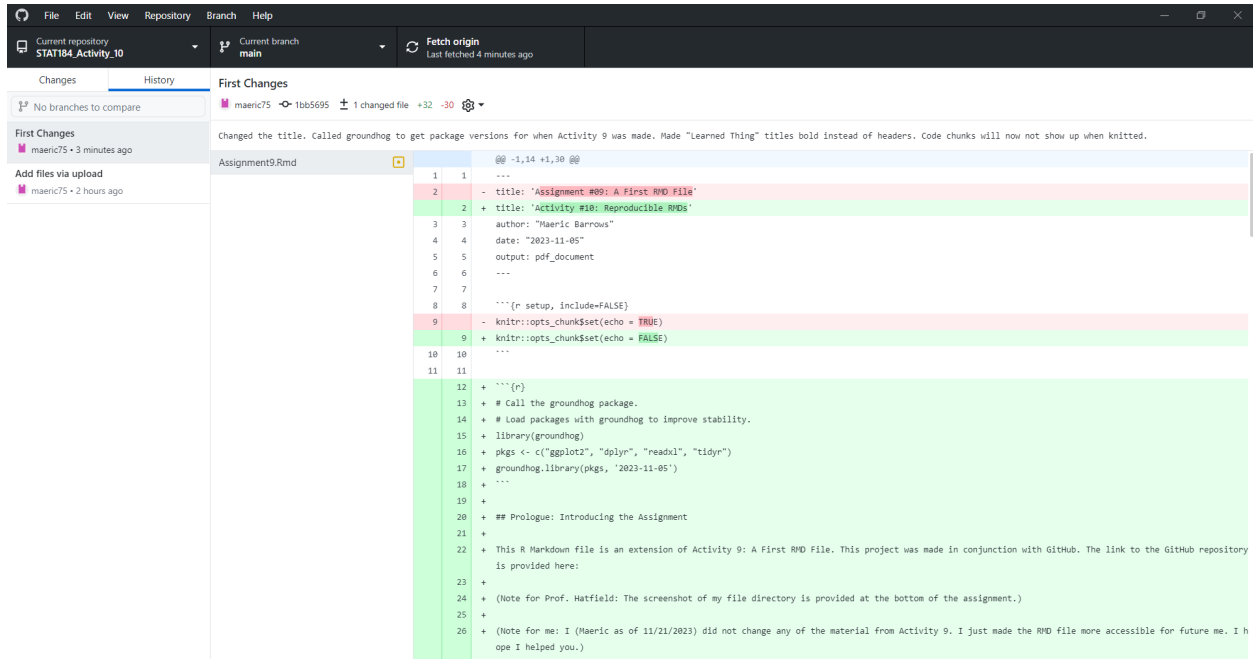 File Edit View Repository Branch Help
Current repository
STAT184_Activity_10
Current branch
main
Fetch origin
Last fetched 4 minutes ago
Changes History
No branches to compare
First Changes
maeric75 • 3 minutes ago
Add files via upload
maeric75 • 2 hours ago
First Changes
maeric75 1bb5695 1 changed file +32 -30
Changed the title. Called groundhog to get package versions for when Activity 9 was made. Made "Learned Thing" titles bold instead of headers. Code chunks will now not show up when knitted.
Assignment9.Rmd
@@ -1,14 +1,30 @@
1 1 ---
2 - title: 'Assignment #09: A First RMD File'
2 + title: 'Activity #10: Reproducible RMDs'
3 3 author: "Maeric Barrows"
4 4 date: "2023-11-05"
5 5 output: pdf_document
6 6 ---
7 7
8 8 ```{r setup, include=FALSE}
9 - knitr::opts_chunk$set(echo = TRUE)
9 + knitr::opts_chunk$set(echo = FALSE)
10 10 ```
11 11
12 + ```{r}
13 + # Call the groundhog package.
14 + # Load packages with groundhog to improve stability.
15 + library(groundhog)
16 + pkgs <- c("ggplot2", "dplyr", "readxl", "tidyr")
17 + groundhog.library(pkgs, '2023-11-05')
18 + ```
19 +
20 + ## Prologue: Introducing the Assignment
21 +
22 + This R Markdown file is an extension of Activity 9: A First RMD File. This project was made in conjunction with GitHub. The link to the GitHub repository
is provided here:
23 +
24 + (Note for Prof. Hatfield: The screenshot of my file directory is provided at the bottom of the assignment.)
25 +
26 + (Note for me: I (Maeric as of 11/21/2023) did not change any of the material from Activity 9. I just made the RMD file more accessible for future me. I h
ope I helped you.)